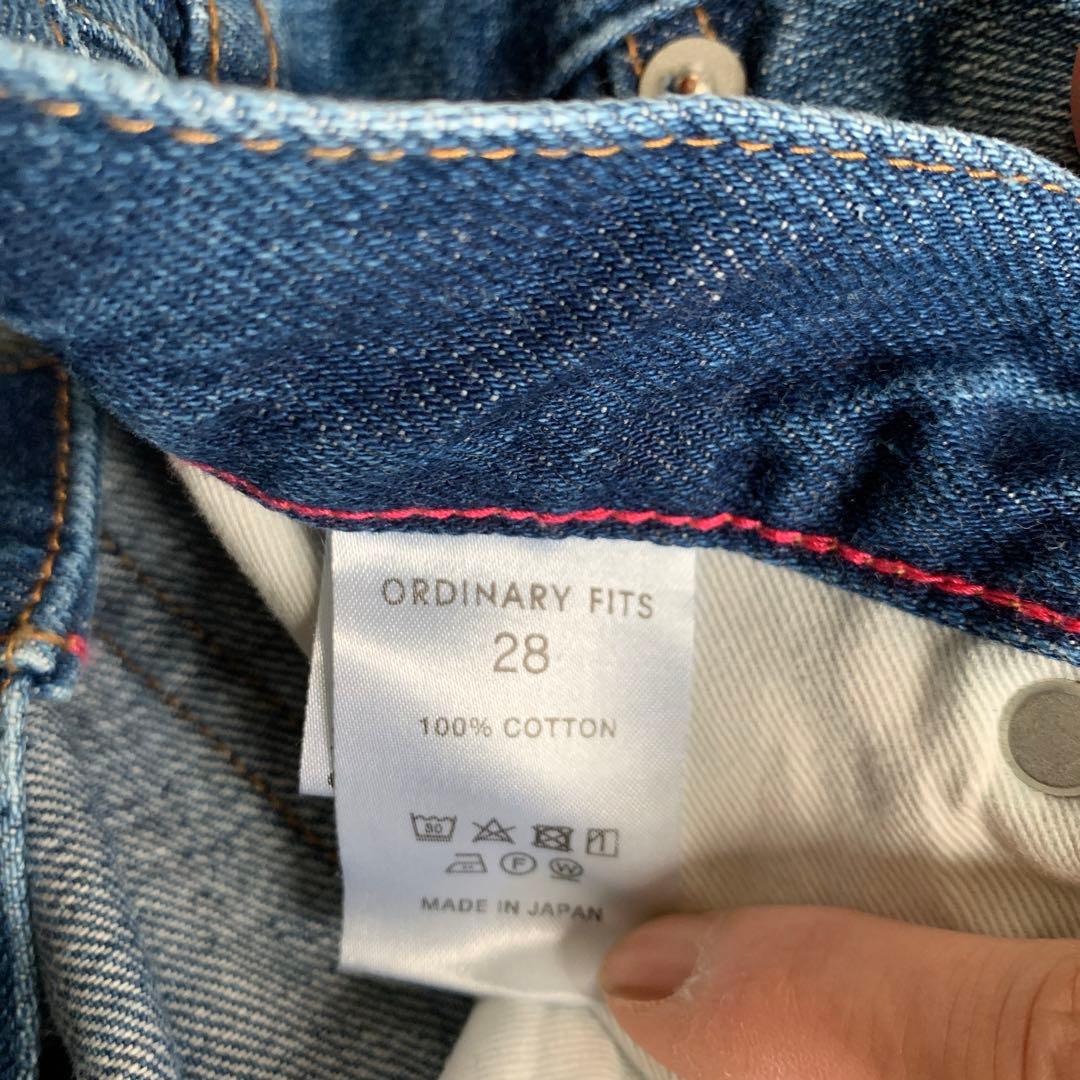 ORDINARY FITS
28
100% COTTON
MADE IN JAPAN